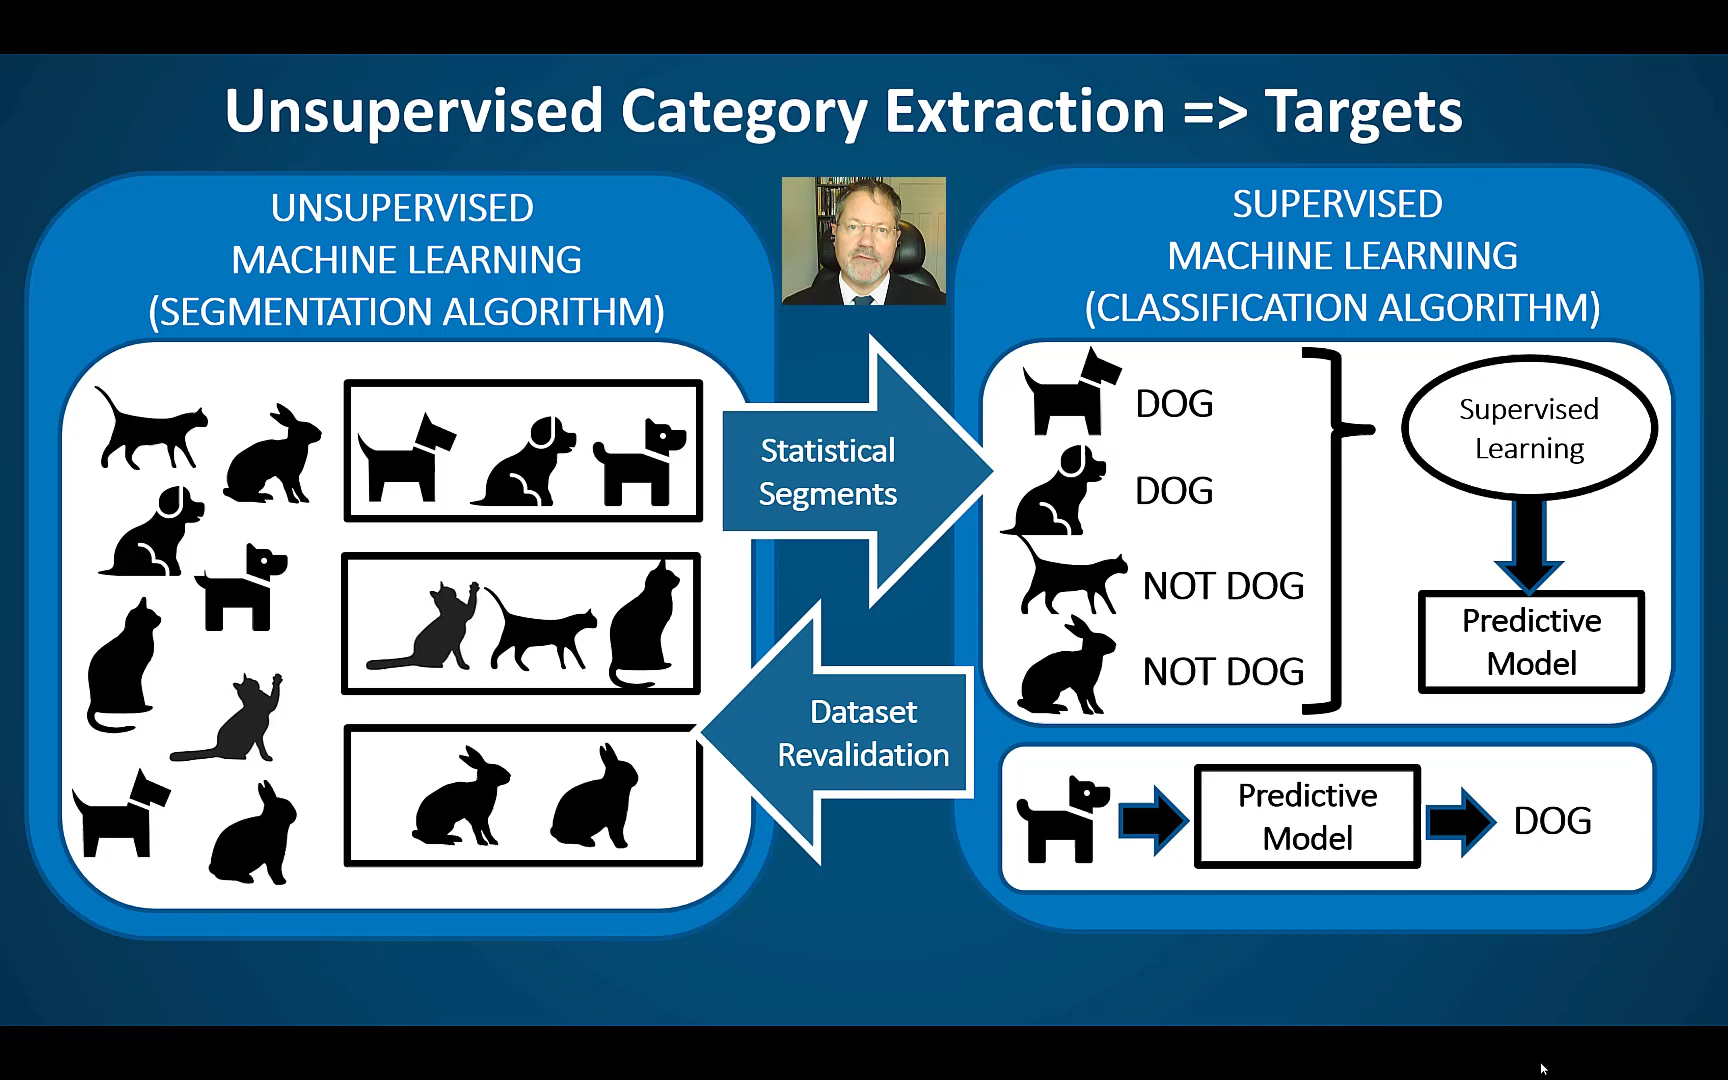 Unsupervised Category Extraction => Targets
UNSUPERVISED
MACHINE LEARNING
(SEGMENTATION ALGORITHM)
Statistical
Segments
Dataset
Revalidation
SUPERVISED
MACHINE LEARNING
(CLASSIFICATION ALGORITHM)
DOG
DOG
NOT DOG
NOT DOG
Supervised
Learning
Predictive
Model
Predictive
Model
DOG